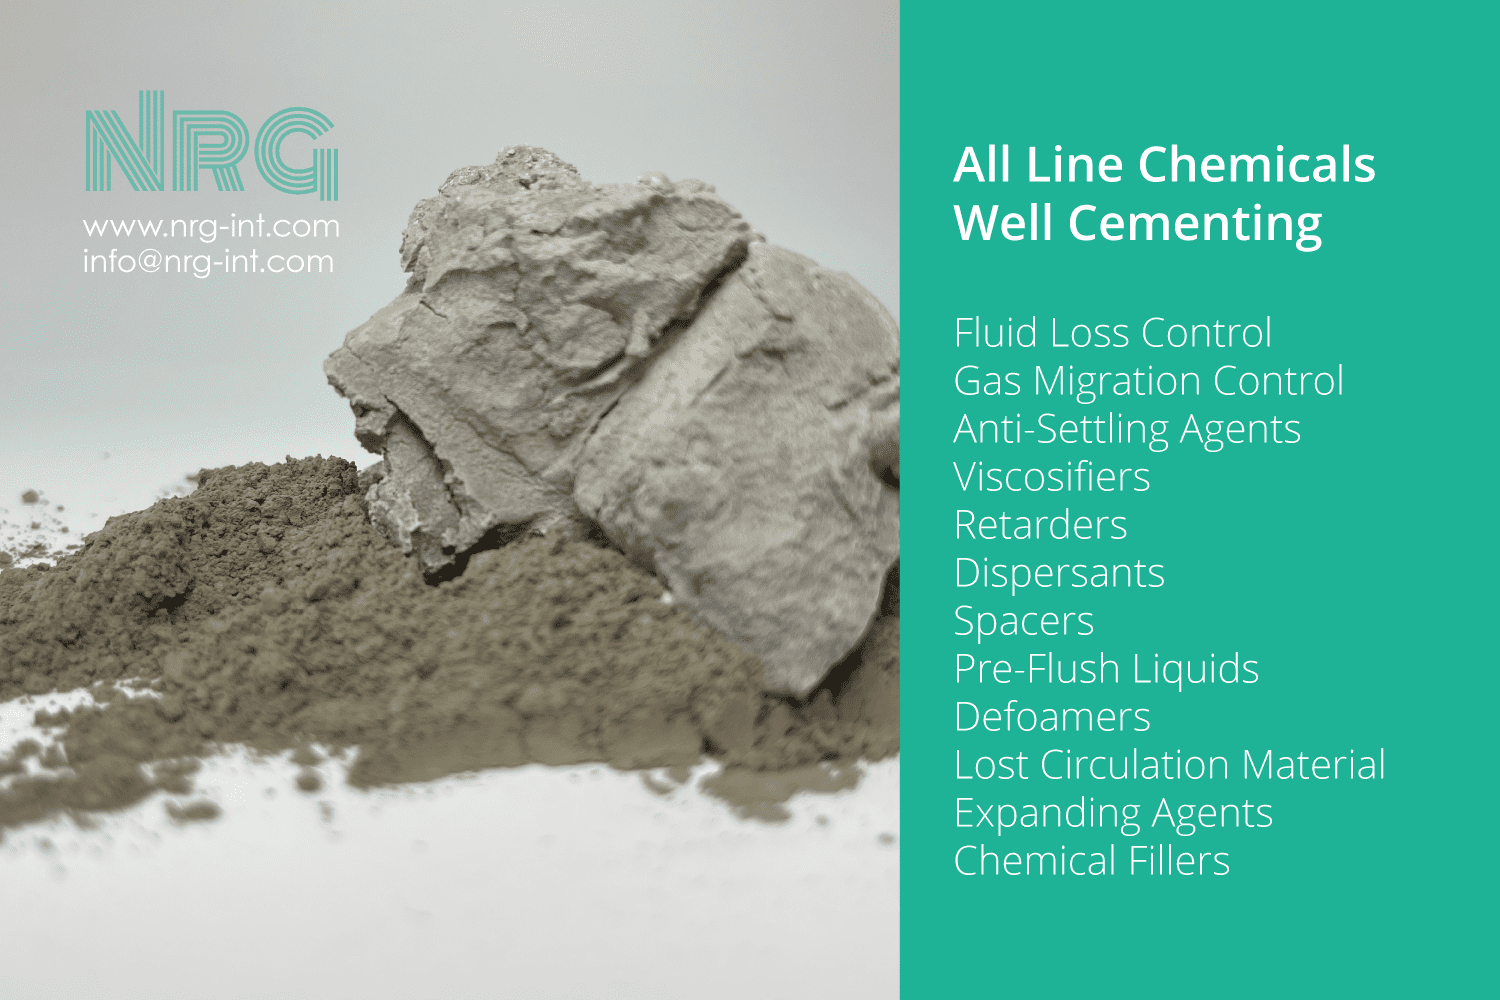 NRG
www.nrg-int.com
info@nrg-int.com
All Line Chemicals
Well Cementing
Fluid Loss Control
Gas Migration Control
Anti-Settling Agents
Viscosifiers
Retarders
Dispersants
Spacers
Pre-Flush Liquids
Defoamers
Lost Circulation Material
Expanding Agents
Chemical Fillers